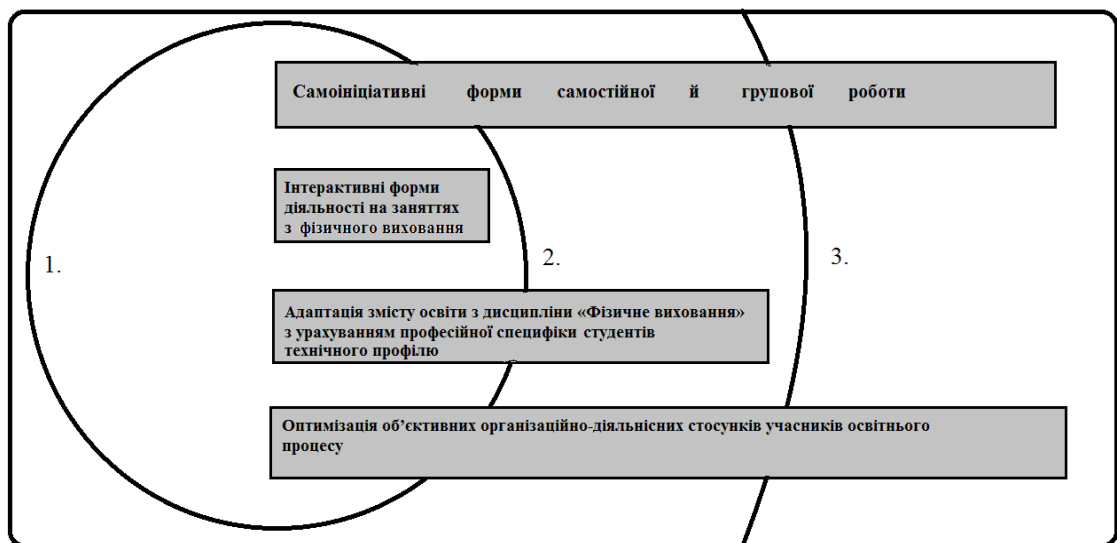 Самоініціативні форми самостійної й групової роботи
Інтерактивні форми
діяльності на заняттях
з фізичного виховання
1.
2.
3.
Адаптація змісту освіти з дисципліни «Фізичне виховання»
з урахуванням професійної специфіки студентів
технічного профілю
Оптимізація об’єктивних організаційно-діяльнісних стосунків учасників освітнього
процесу